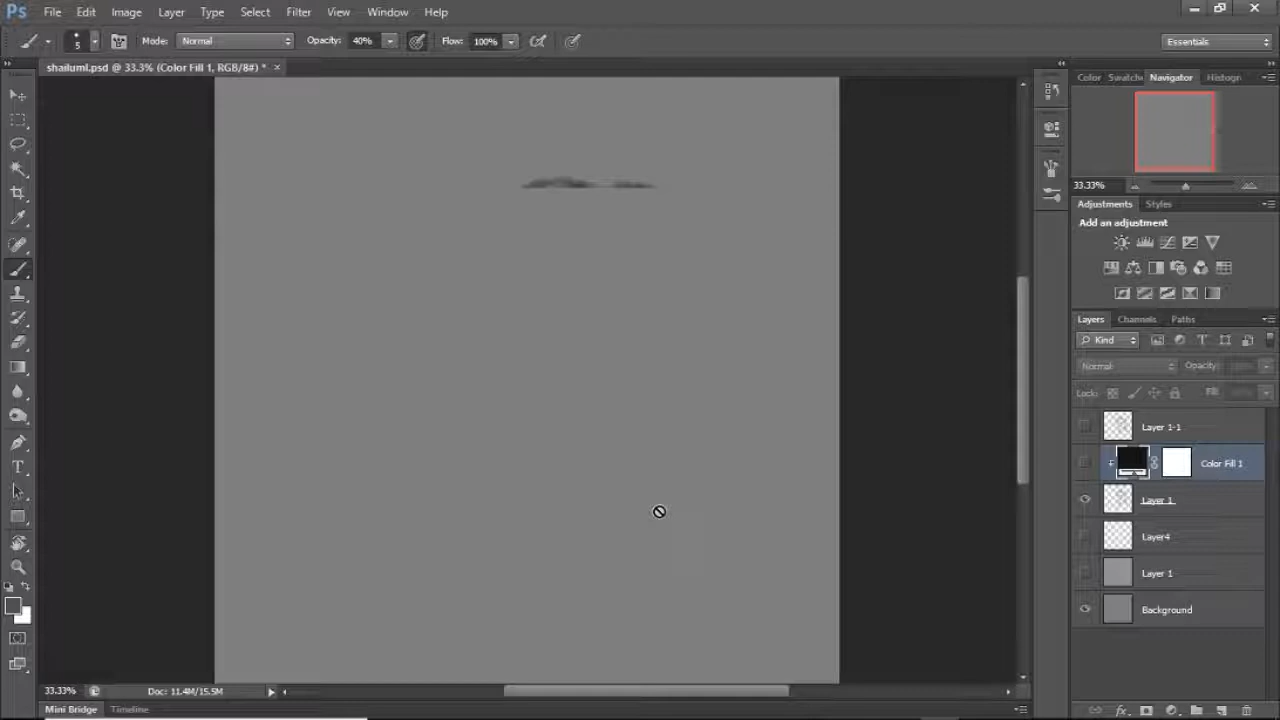 Ps File Edit Image Layer Type Select Filter View Window Help
5 Mode: Normal Opacity: 40% Flow: 100% Essentials
shailuml.psd @ 33.3% (Color Fill 1, RGB/8#) * ×
Color Swatche Navigator Histogr
33.33%
Adjustments Styles
Add an adjustment
Layers Channels Paths
Kind
Normal Opacity:
Lock: Fill:
Layer 1-1
Color Fill 1
Layer 1
Layer4
Layer 1
Background
T
33.33% Doc: 11.4M/15.5M
Mini Bridge Timeline
fx